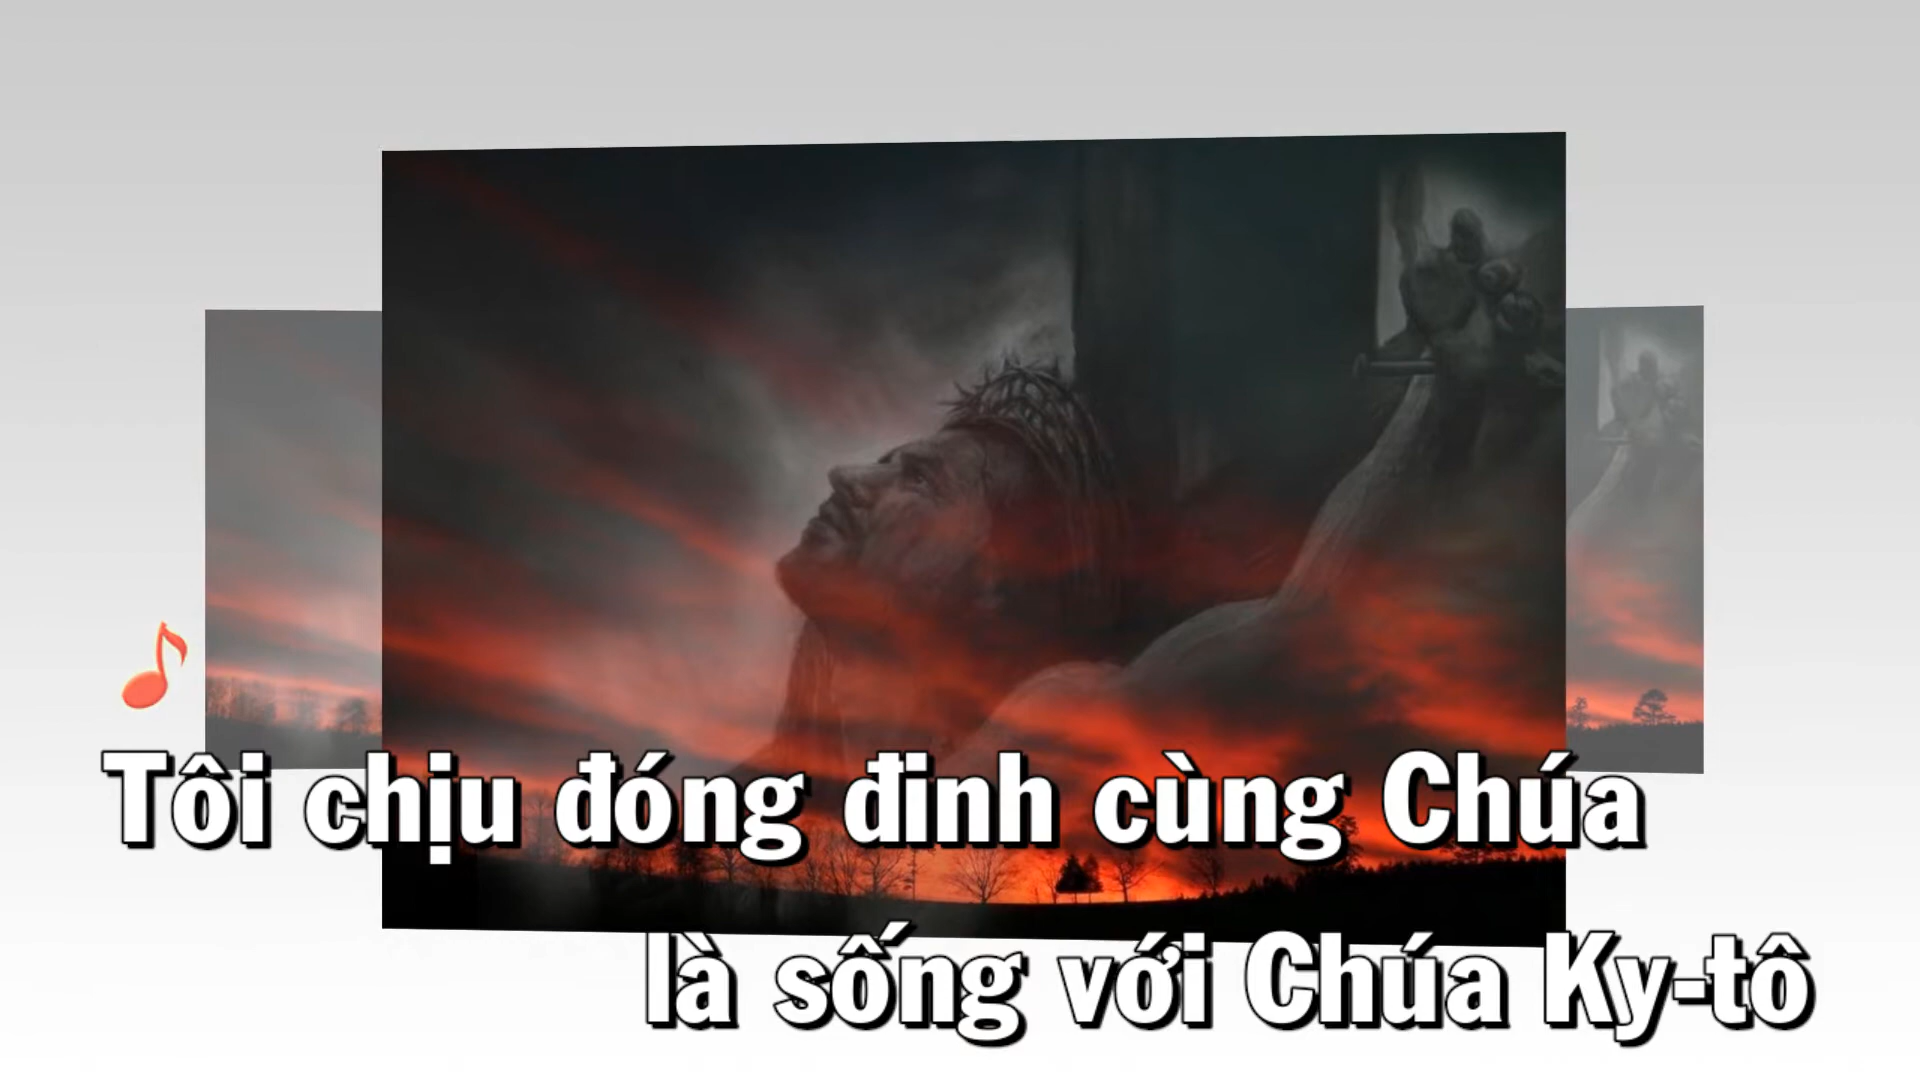 Tôi chịu đóng đinh cùng Chúa
là sống với Chúa Ky-tô